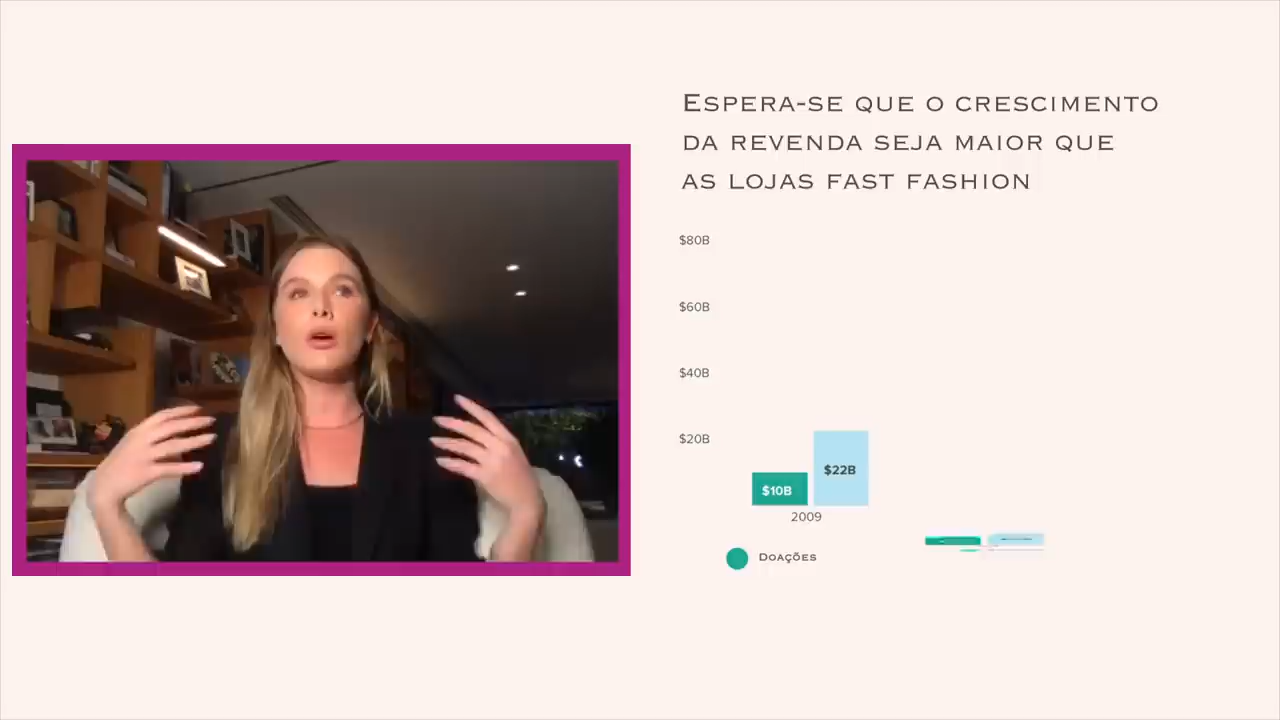 ESPERA-SE QUE O CRESCIMENTO
DA REVENDA SEJA MAIOR QUE
AS LOJAS FAST FASHION
$80B
$60B
$40B
$20B
$22B
$10B
2009
DOAÇÕES